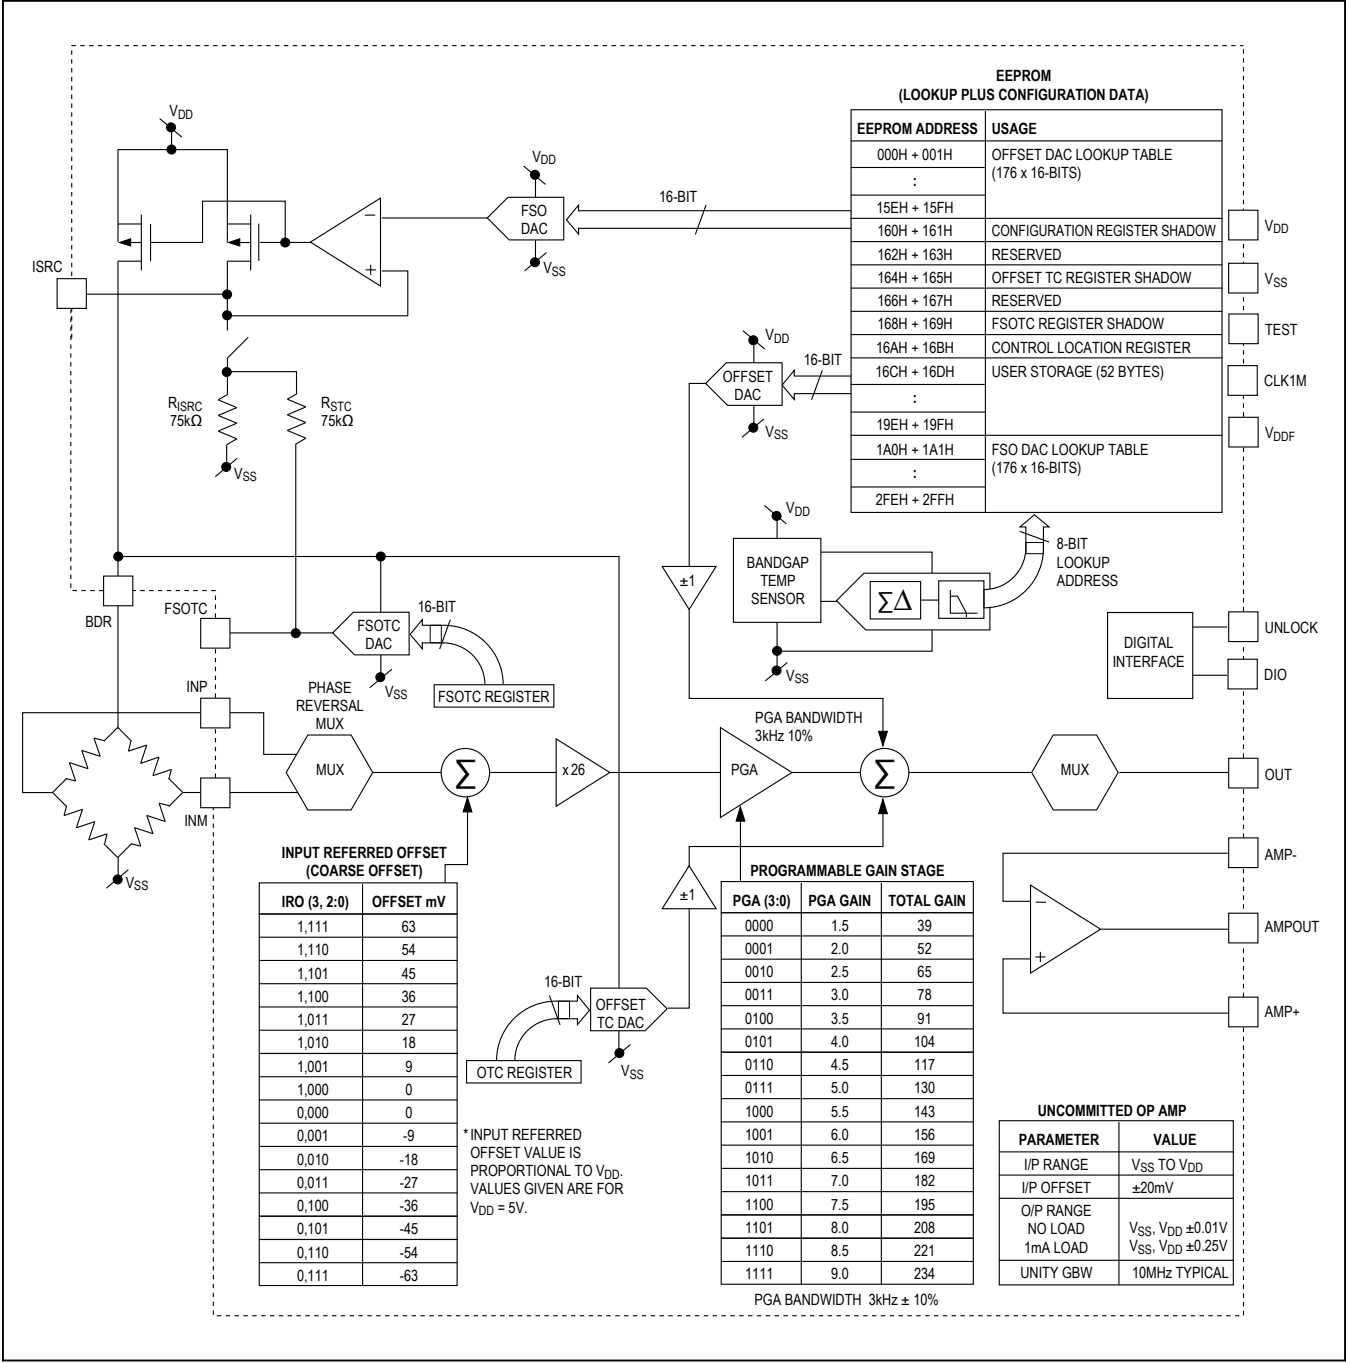 EEPROM
(LOOKUP PLUS CONFIGURATION DATA)
EEPROM ADDRESS USAGE
000H + 001H OFFSET DAC LOOKUP TABLE
(176 x 16-BITS)
:
15EH + 15FH
160H + 161H CONFIGURATION REGISTER SHADOW
162H + 163H RESERVED
164H + 165H OFFSET TC REGISTER SHADOW
166H + 167H RESERVED
168H + 169H FSOTC REGISTER SHADOW
16AH + 16BH CONTROL LOCATION REGISTER
16CH + 16DH USER STORAGE (52 BYTES)
:
19EH + 19FH
1A0H + 1A1H FSO DAC LOOKUP TABLE
(176 x 16-BITS)
:
2FEH + 2FFH
VDD
VDD
FSO
DAC
VSS
16-BIT
−
+
ISRC
RISRC
75kΩ
RSTC
75kΩ
VSS
VDD
OFFSET
DAC
VSS
16-BIT
VDD
VSS
TEST
CLK1M
VDDF
VDD
BANDGAP
TEMP
SENSOR
VSS
ΣΔ
8-BIT
LOOKUP
ADDRESS
±1
BDR
FSOTC
FSOTC
DAC
VSS
16-BIT
FSOTC REGISTER
DIGITAL
INTERFACE
UNLOCK
DIO
INP
INM
VSS
PHASE
REVERSAL
MUX
MUX
Σ
x 26
PGA BANDWIDTH
3kHz 10%
PGA
Σ
MUX
OUT
AMP-
AMPOUT
AMP+
−
+
±1
INPUT REFERRED OFFSET
(COARSE OFFSET)
IRO (3, 2:0) OFFSET mV
1,111 63
1,110 54
1,101 45
1,100 36
1,011 27
1,010 18
1,001 9
1,000 0
0,000 0
0,001 -9
0,010 -18
0,011 -27
0,100 -36
0,101 -45
0,110 -54
0,111 -63
16-BIT
OFFSET
TC DAC
VSS
OTC REGISTER
* INPUT REFERRED
OFFSET VALUE IS
PROPORTIONAL TO VDD.
VALUES GIVEN ARE FOR
VDD = 5V.
PROGRAMMABLE GAIN STAGE
PGA (3:0) PGA GAIN TOTAL GAIN
0000 1.5 39
0001 2.0 52
0010 2.5 65
0011 3.0 78
0100 3.5 91
0101 4.0 104
0110 4.5 117
0111 5.0 130
1000 5.5 143
1001 6.0 156
1010 6.5 169
1011 7.0 182
1100 7.5 195
1101 8.0 208
1110 8.5 221
1111 9.0 234
PGA BANDWIDTH 3kHz ± 10%
UNCOMMITTED OP AMP
PARAMETER VALUE
I/P RANGE VSS TO VDD
I/P OFFSET ±20mV
O/P RANGE
NO LOAD VSS, VDD ±0.01V
1mA LOAD VSS, VDD ±0.25V
UNITY GBW 10MHz TYPICAL